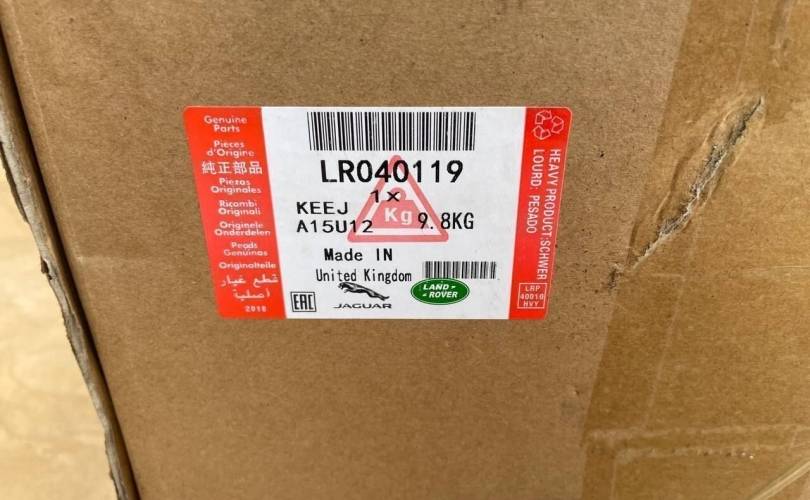 Genuine
Parts
Pièces
d'Origine
純正部品
Piezas
Originales
Ricambi
Originali
Originele
Onderdelen
Peças
Genuínas
Originalteile
قطع غيار
أصلية
2018
LR040119
1x
KEEJ
A15U12
Kg
9.8KG
Made IN
United Kingdom
EAC
JAGUAR
LAND-
-ROVER
HEAVY PRODUCT:SCHWER
LOURD: PESADO
LRP
40010
HVY